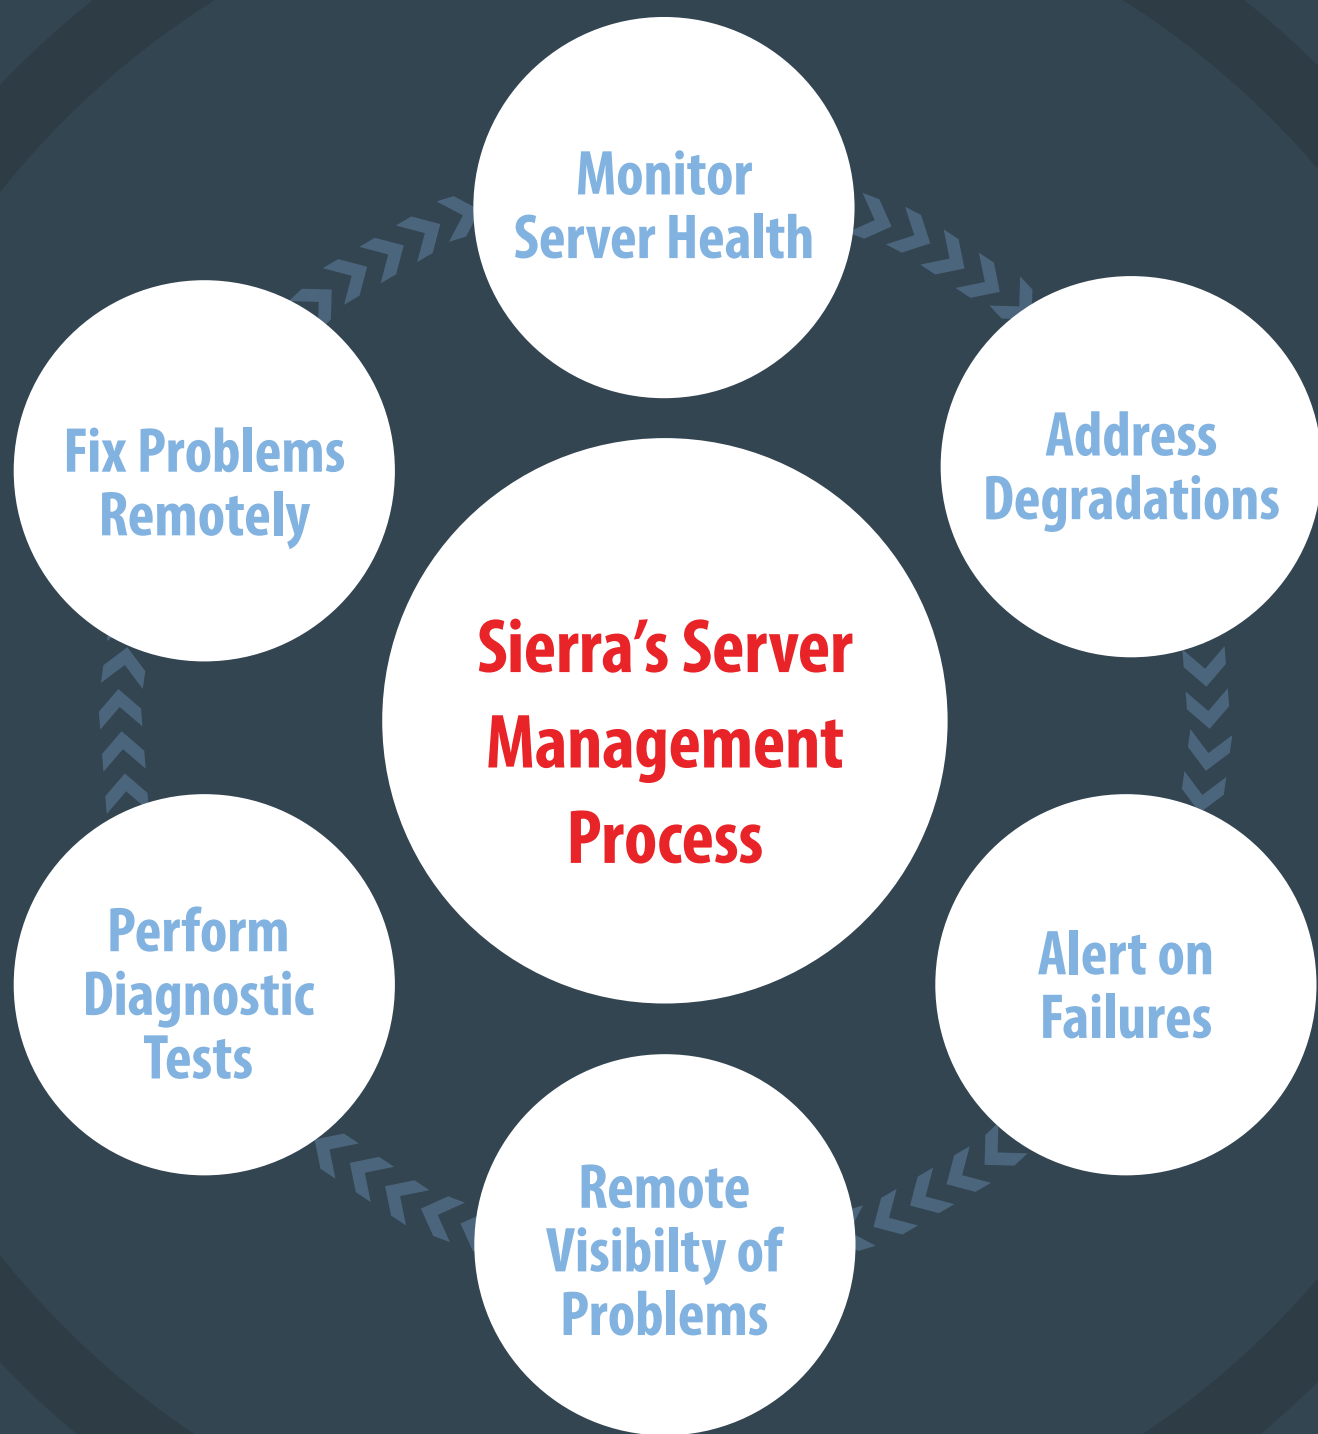 Monitor
Server Health
Address
Degradations
Alert on
Failures
Remote
Visibilty of
Problems
Perform
Diagnostic
Tests
Fix Problems
Remotely
Sierra’s Server
Management
Process